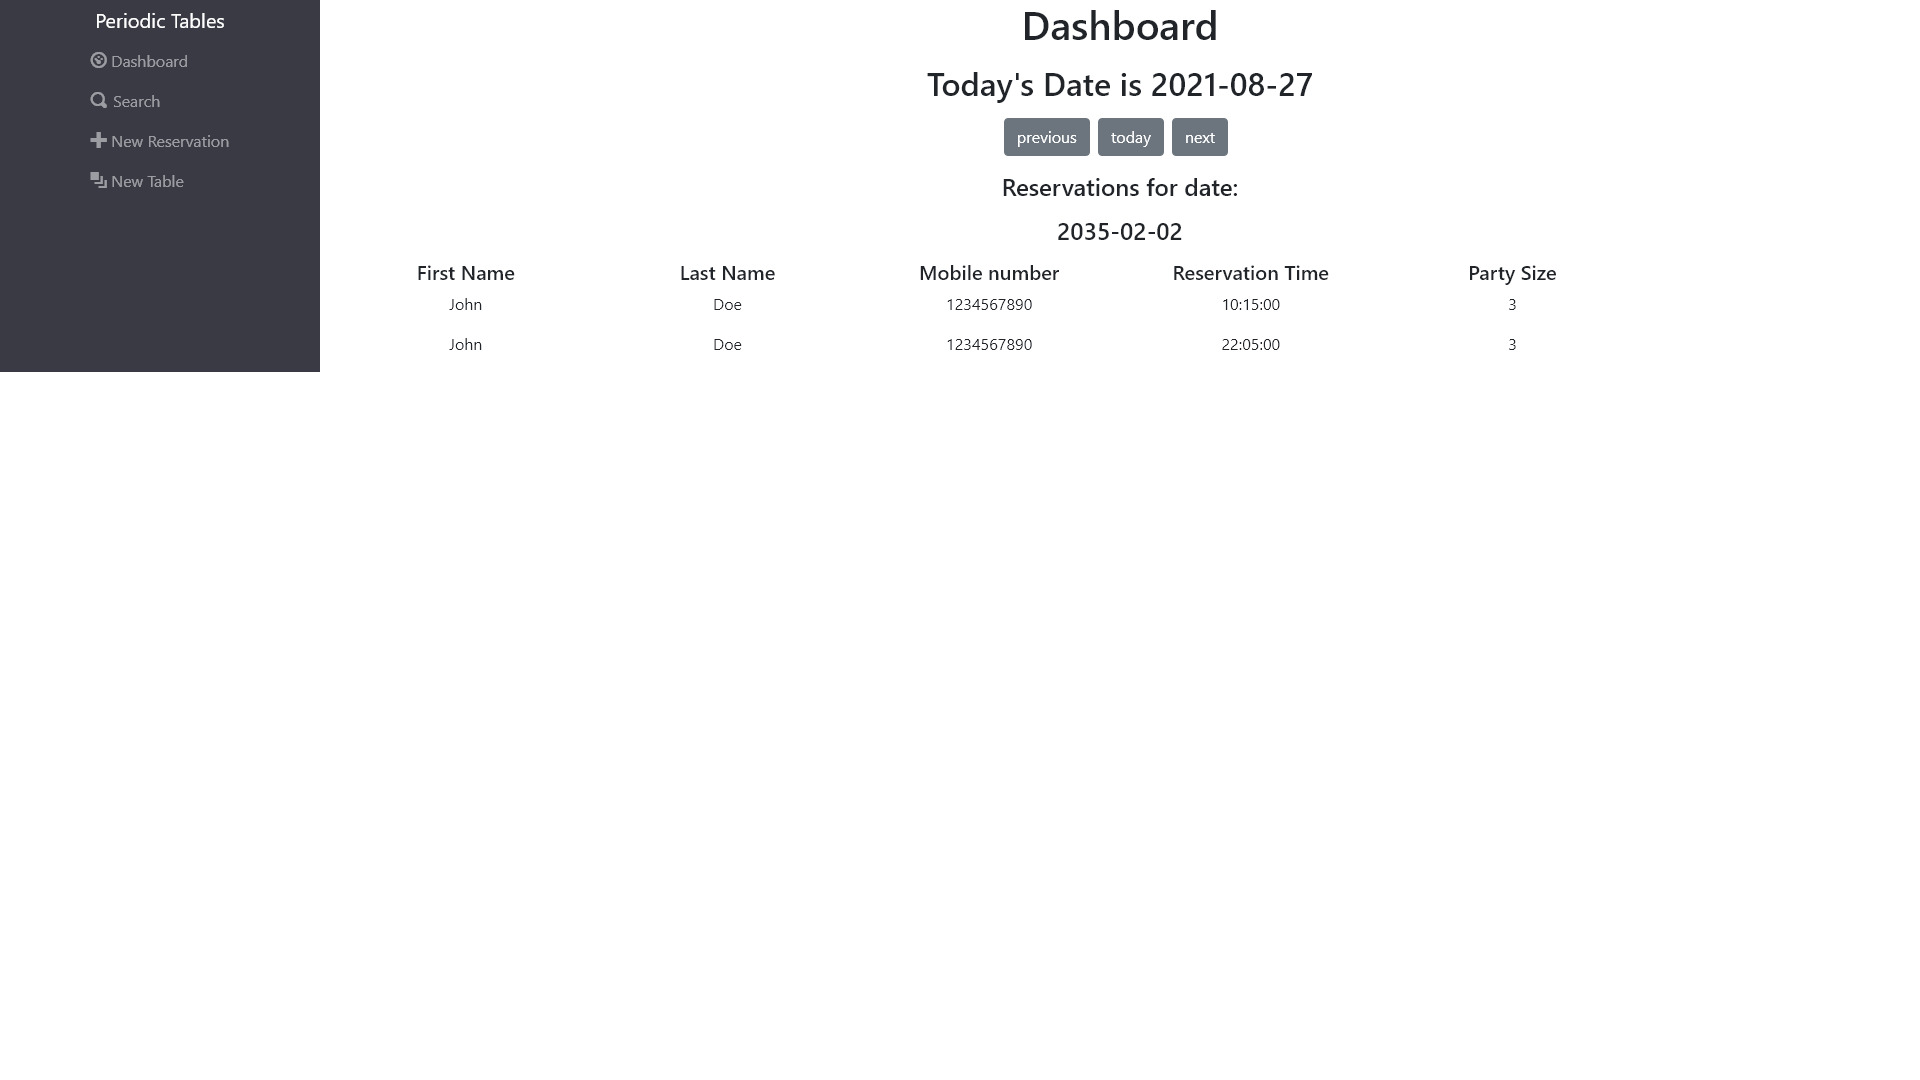 Periodic Tables
Dashboard
Search
New Reservation
New Table
Dashboard
Today's Date is 2021-08-27
previous today next
Reservations for date:
2035-02-02
First Name Last Name Mobile number Reservation Time Party Size
John Doe 1234567890 10:15:00 3
John Doe 1234567890 22:05:00 3